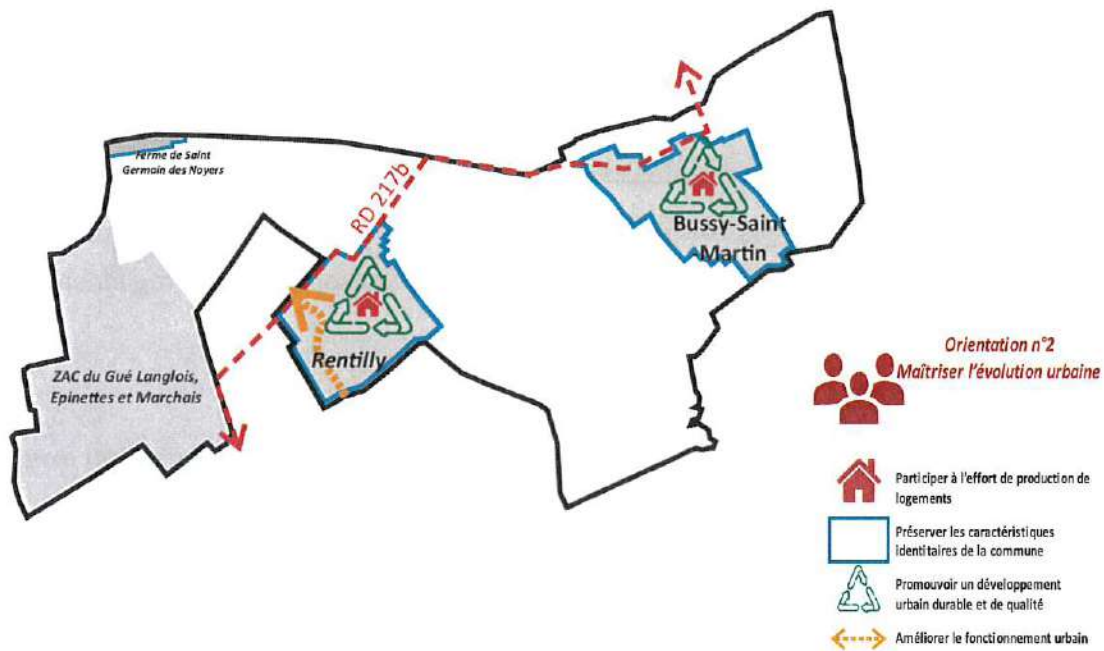 Ferme de Saint
Germain des Noyers
RD 217b
Bussy-Saint
Martin
Rentilly
ZAC du Gué Langlois,
Epinettes et Marchais
Orientation n°2
Maîtriser l'évolution urbaine
Participer à l'effort de production de
logements
Préserver les caractéristiques
identitaires de la commune
Promouvoir un développement
urbain durable et de qualité
Améliorer le fonctionnement urbain